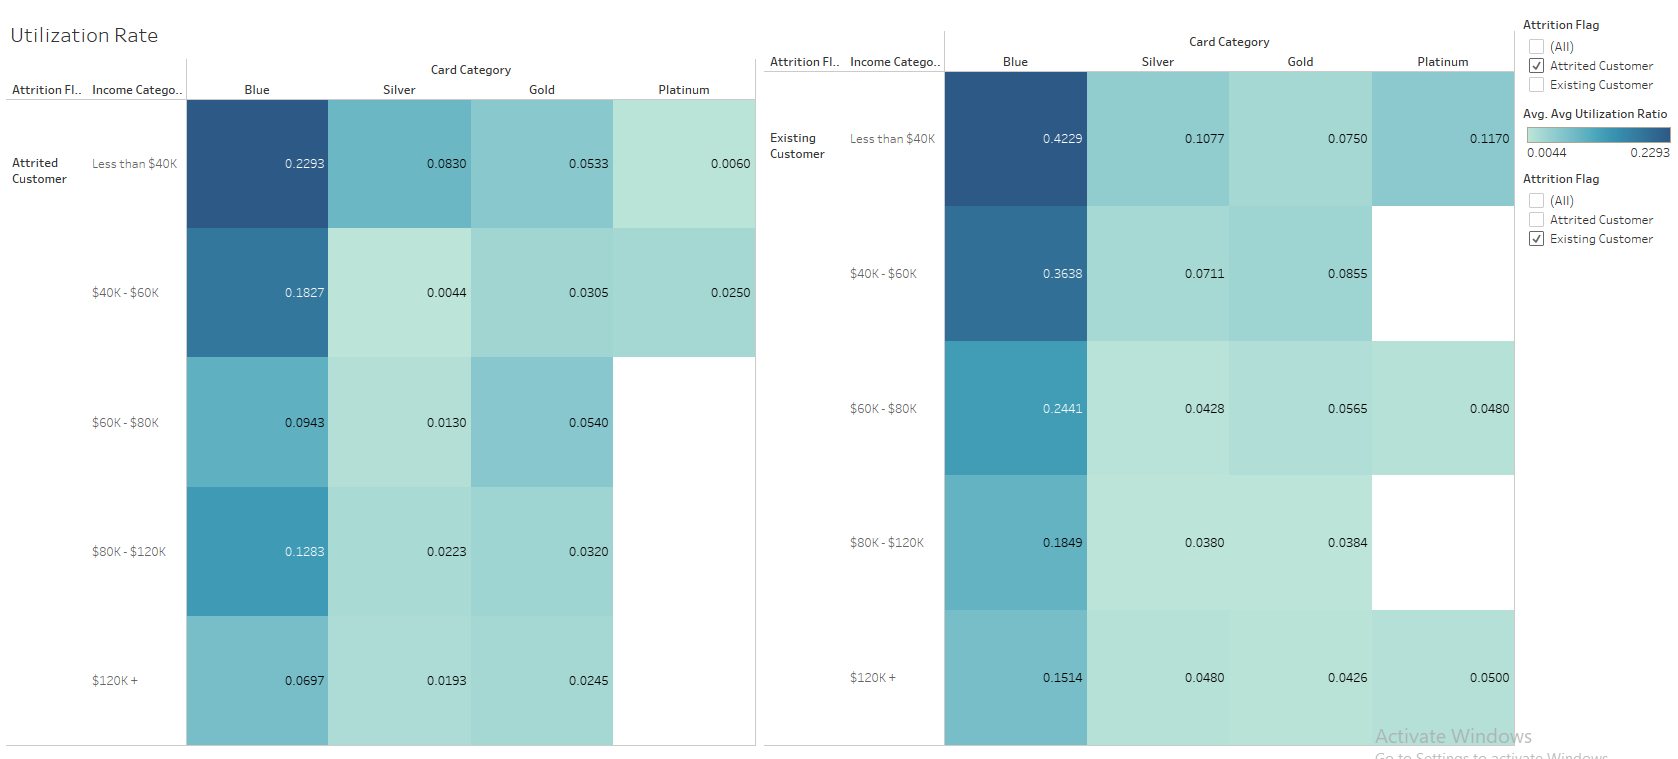 Utilization Rate
Card Category
Attrition Fl.. Income Catego.. Blue Silver Gold Platinum
Attrited Customer Less than $40K 0.2293 0.0830 0.0533 0.0060
$40K - $60K 0.1827 0.0044 0.0305 0.0250
$60K - $80K 0.0943 0.0130 0.0540
$80K - $120K 0.1283 0.0223 0.0320
$120K + 0.0697 0.0193 0.0245
Card Category
Attrition Fl.. Income Catego.. Blue Silver Gold Platinum
Existing Customer Less than $40K 0.4229 0.1077 0.0750 0.1170
$40K - $60K 0.3638 0.0711 0.0855
$60K - $80K 0.2441 0.0428 0.0565 0.0480
$80K - $120K 0.1849 0.0380 0.0384
$120K + 0.1514 0.0480 0.0426 0.0500
Attrition Flag
(All)
Attrited Customer
Existing Customer
Avg. Avg Utilization Ratio
0.0044 0.2293
Attrition Flag
(All)
Attrited Customer
Existing Customer
Activate Windows
Go to Settings to activate Windows